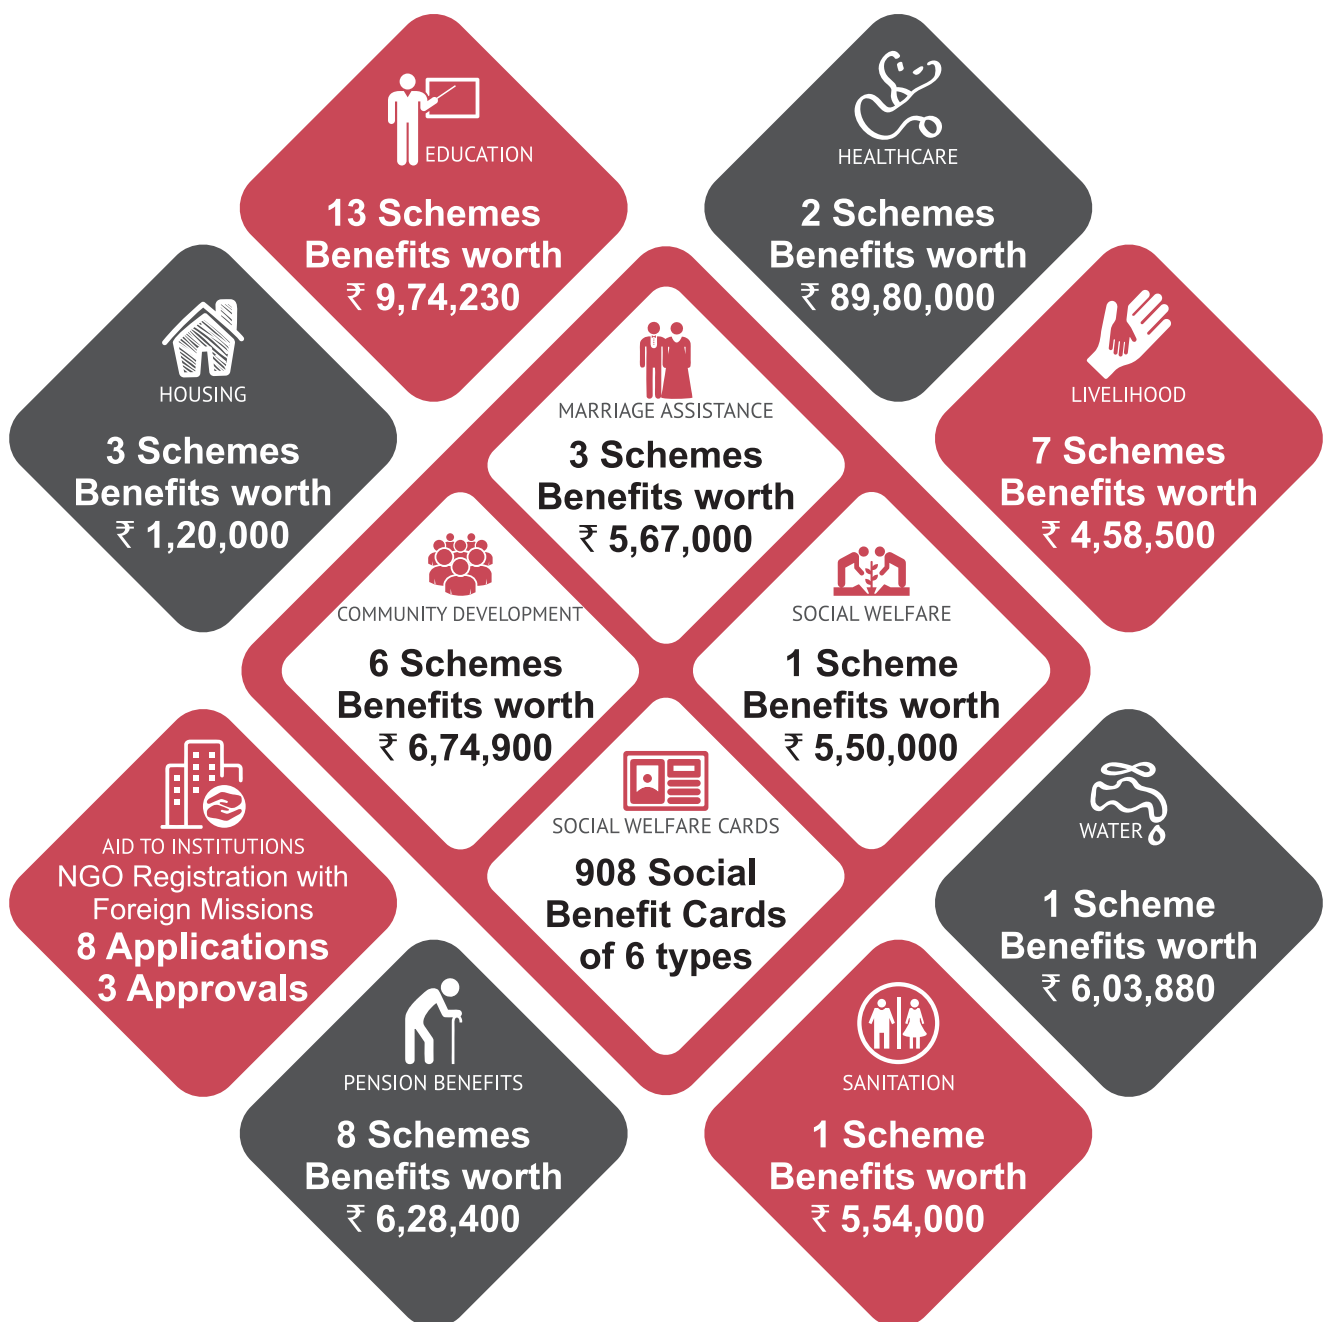 EDUCATION
13 Schemes
Benefits worth
₹ 9,74,230
HEALTHCARE
2 Schemes
Benefits worth
₹ 89,80,000
HOUSING
3 Schemes
Benefits worth
₹ 1,20,000
MARRIAGE ASSISTANCE
3 Schemes
Benefits worth
₹ 5,67,000
LIVELIHOOD
7 Schemes
Benefits worth
₹ 4,58,500
COMMUNITY DEVELOPMENT
6 Schemes
Benefits worth
₹ 6,74,900
SOCIAL WELFARE
1 Scheme
Benefits worth
₹ 5,50,000
AID TO INSTITUTIONS
NGO Registration with
Foreign Missions
8 Applications
3 Approvals
SOCIAL WELFARE CARDS
908 Social
Benefit Cards
of 6 types
WATER
1 Scheme
Benefits worth
₹ 6,03,880
PENSION BENEFITS
8 Schemes
Benefits worth
₹ 6,28,400
SANITATION
1 Scheme
Benefits worth
₹ 5,54,000